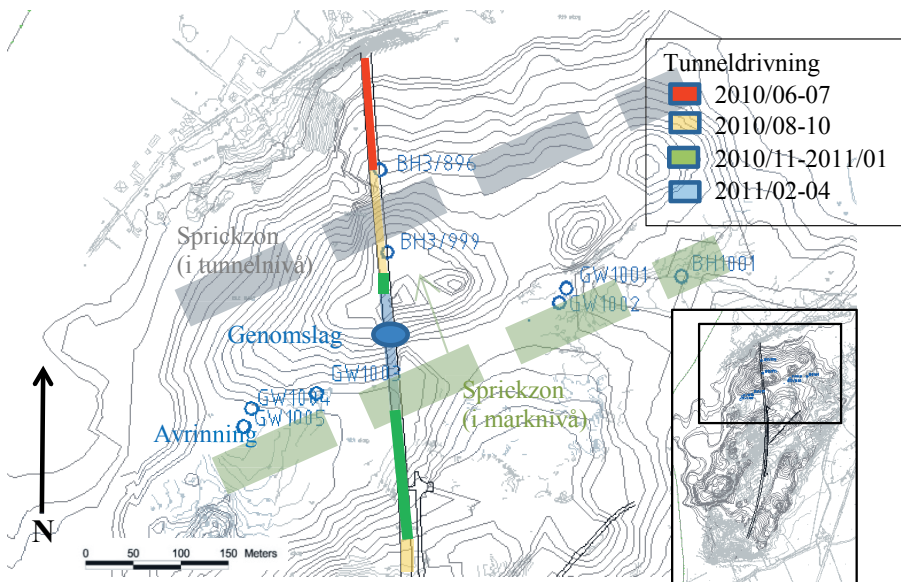 Tunneldrivning
2010/06-07
2010/08-10
2010/11-2011/01
2011/02-04
BH3/896
Sprickzon
(i tunnelnivå)
BH3/999
GW1001
GW1002
BH1001
Genomslag
GW1003
GW1004
GW1005
Avrinning
Sprickzon
(i marknivå)
N
0 50 100 150 Meters